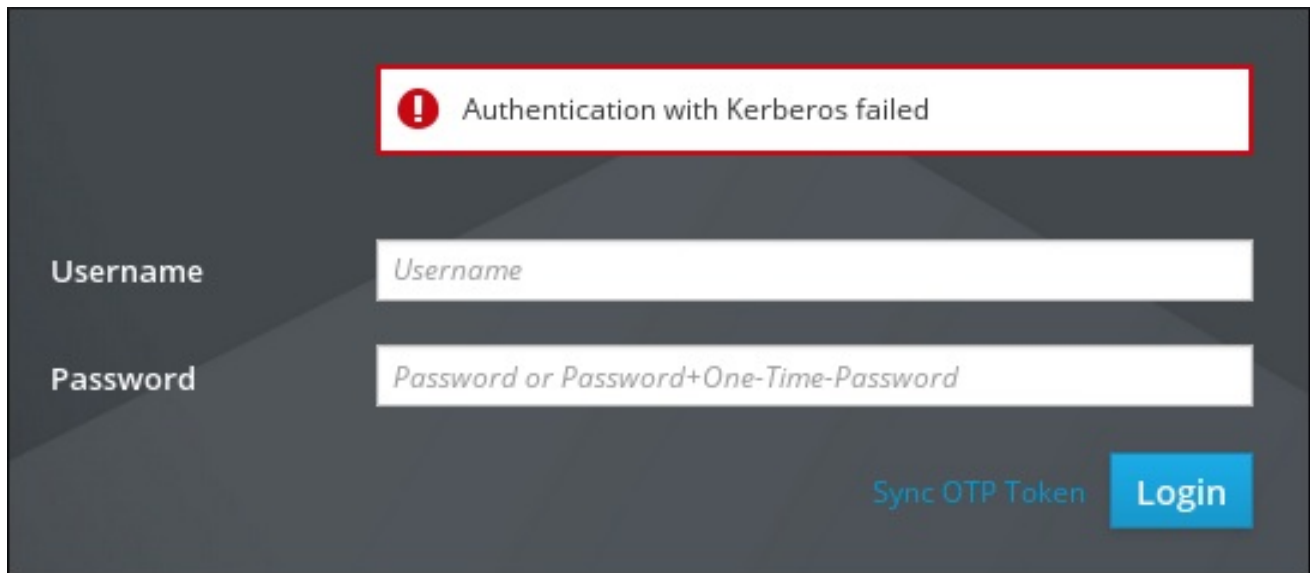 Authentication with Kerberos failed
Username
Username
Password
Password or Password+One-Time-Password
Sync OTP Token
Login